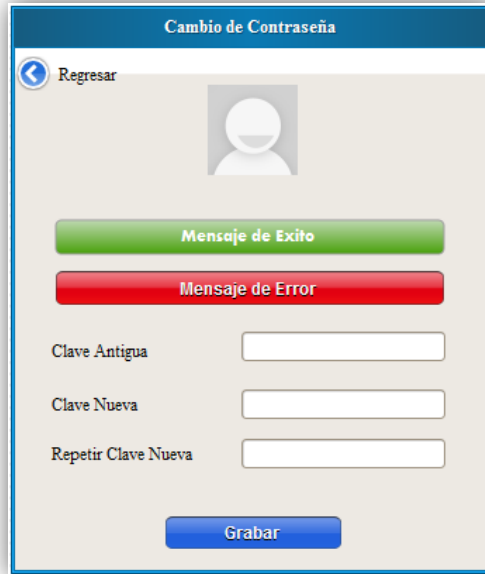 Cambio de Contraseña
Regresar
Mensaje de Exito
Mensaje de Error
Clave Antigua
Clave Nueva
Repetir Clave Nueva
Grabar